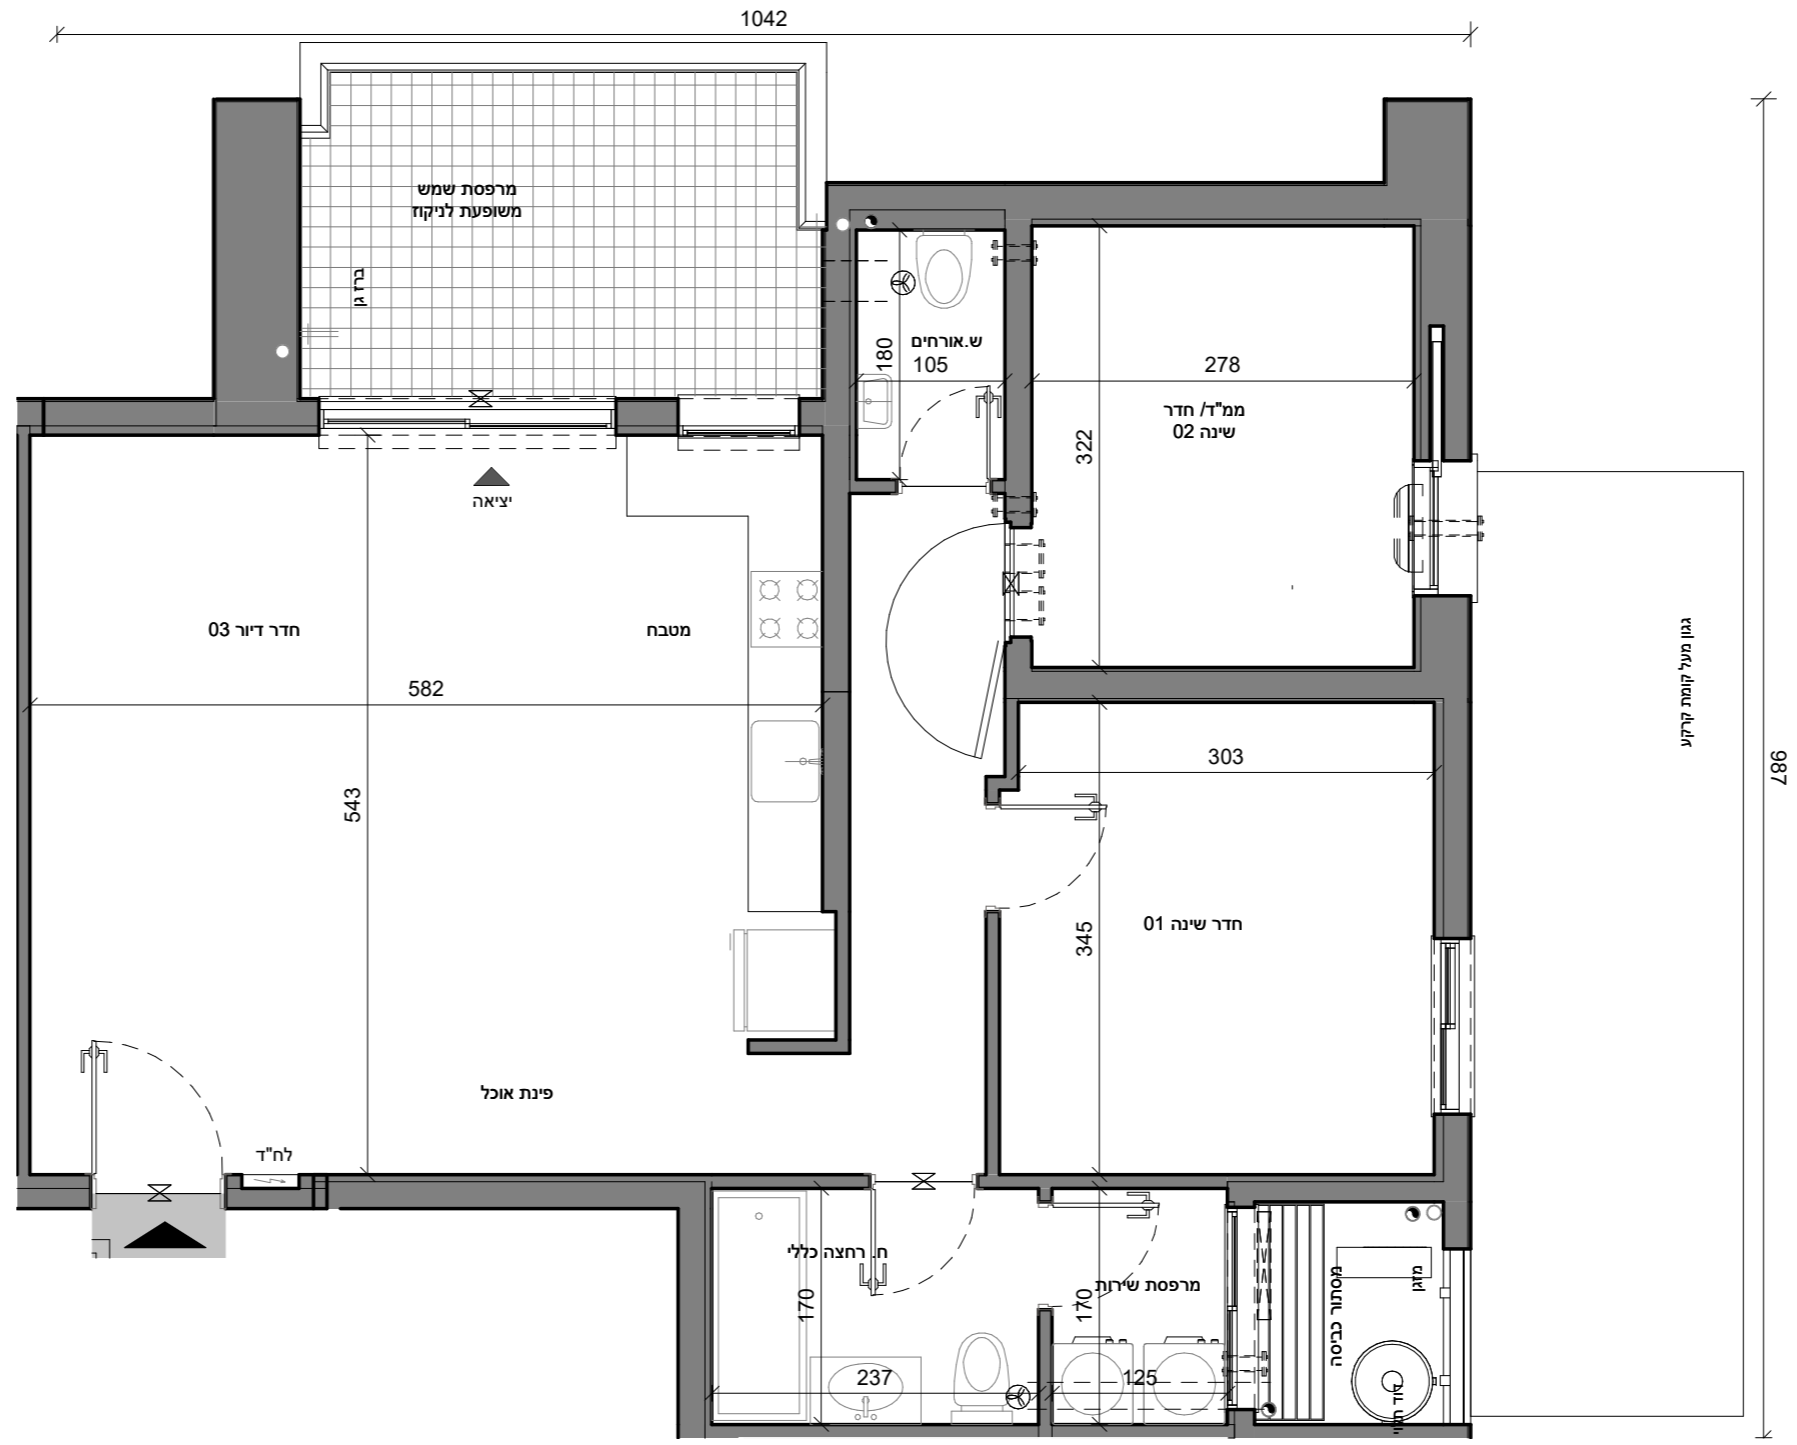 1042
מרפסת שמש
משופעת לניקוז
ברז גן
ש.אורחים
180
105
278
ממ"ד/ חדר
שינה 02
322
יציאה
חדר דיור 03
מטבח
582
543
303
חדר שינה 01
345
גגון מעל קומת קרקע
987
פינת אוכל
לח"ד
ח. רחצה כללי
170
237
מרפסת שירות
170
125
מסתור כביסה
מזגן